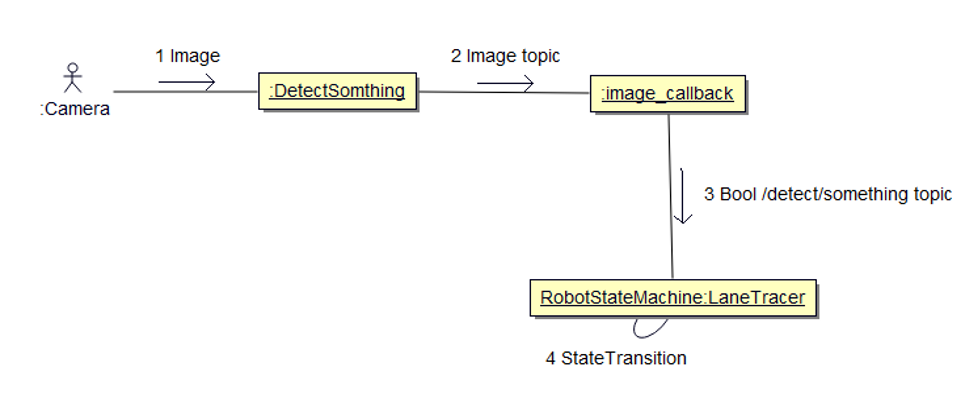 1 Image
2 Image topic
:Camera
:DetectSomthing
:image_callback
3 Bool /detect/something topic
RobotStateMachine:LaneTracer
4 StateTransition